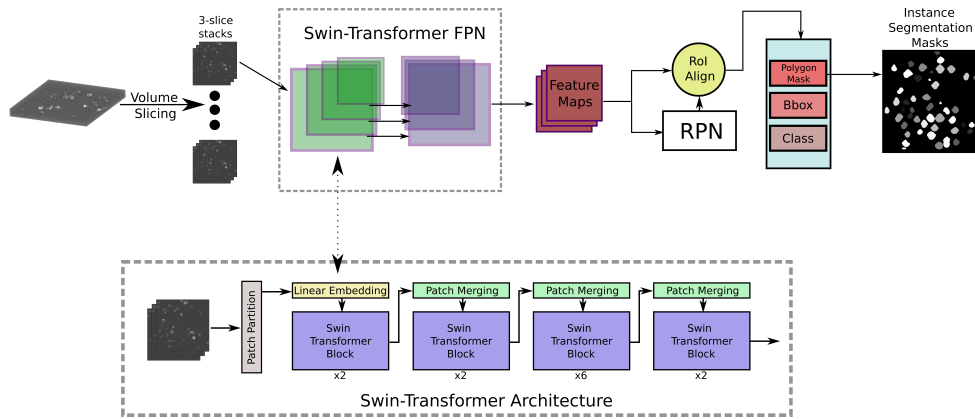 3-slice
stacks
Volume
Slicing
Swin-Transformer FPN
Feature
Maps
RoI
Align
RPN
Polygon
Mask
Bbox
Class
Instance
Segmentation
Masks
Patch Partition
Linear Embedding
Patch Merging
Patch Merging
Patch Merging
Swin
Transformer
Block
Swin
Transformer
Block
Swin
Transformer
Block
Swin
Transformer
Block
x2
x2
x6
x2
Swin-Transformer Architecture